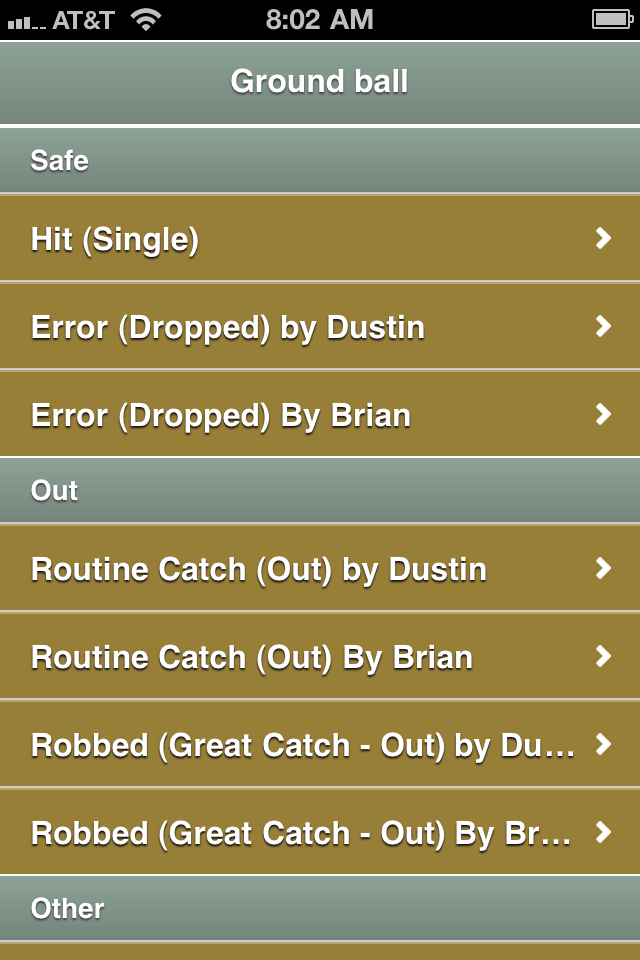 AT&T 8:02 AM
Ground ball
Safe
Hit (Single)
Error (Dropped) by Dustin
Error (Dropped) By Brian
Out
Routine Catch (Out) by Dustin
Routine Catch (Out) By Brian
Robbed (Great Catch - Out) by Du...
Robbed (Great Catch - Out) By Br...
Other